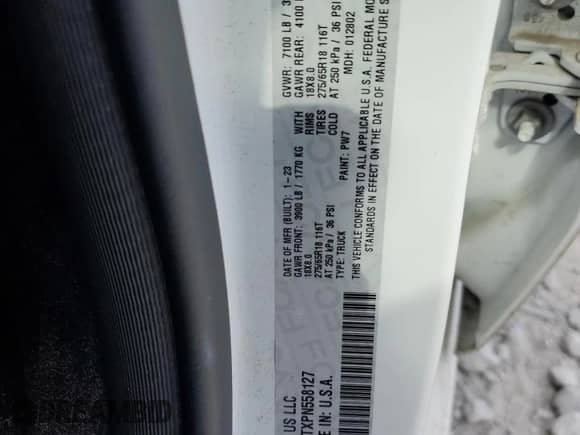 US LLC
DATE OF MFR (BUILT): 1-23
GVWR: 7100 LB /
GAWR FRONT: 3900 LB / 1770 KG
WITH
GAWR REAR: 4100
18X8.0
RIMS
18X8.0
275/65R18 116T
TIRES
275/65R18 116T
AT 250 kPa / 36 PSI
COLD
AT 250 kPa / 36 PSI
TYPE: TRUCK
PAINT: PW7
MDH: 012802
THIS VEHICLE CONFORMS TO ALL APPLICABLE U.S.A. FEDERAL MO
STANDARDS IN EFFECT ON THE DATE OF MANUFACTURE S
TXPN558127
IN: U.S.A.